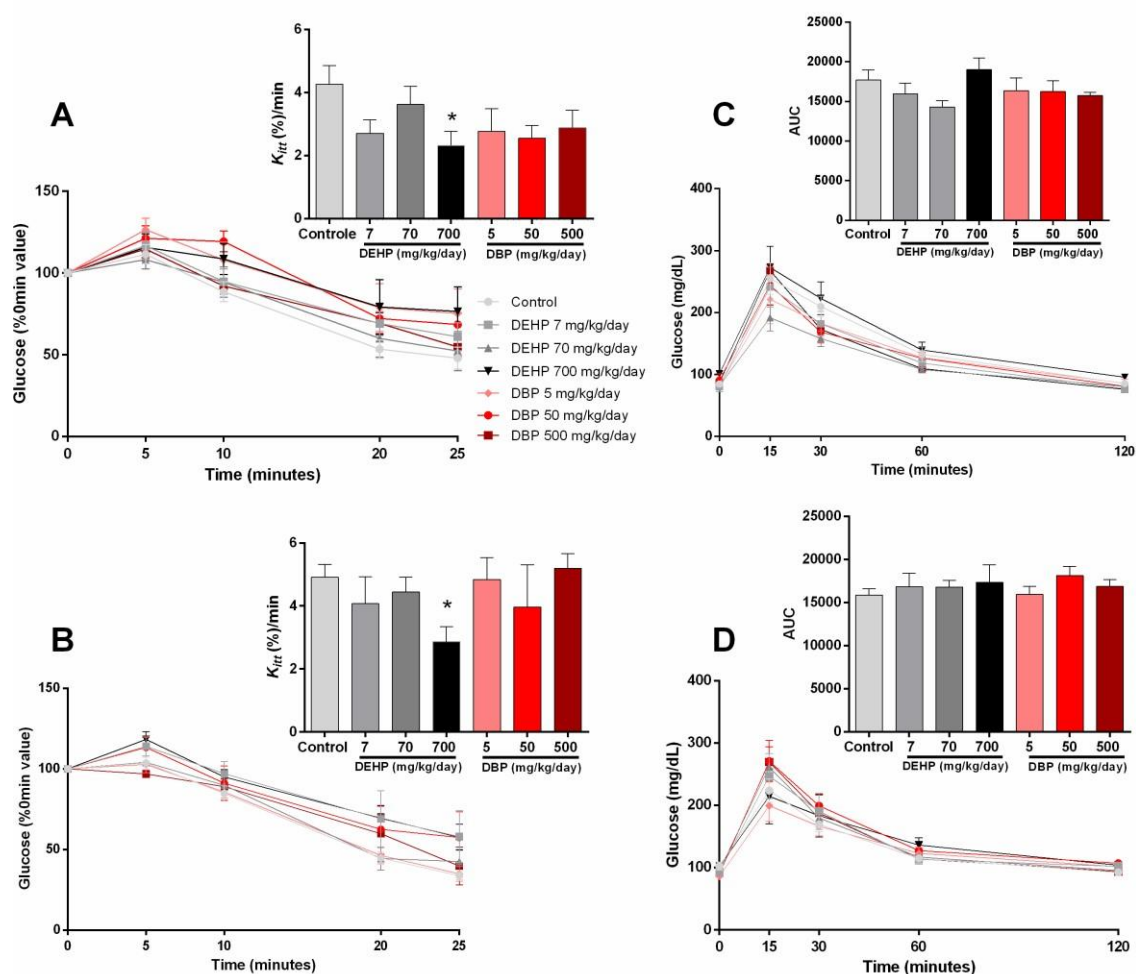 A
Kitt (%)/min
6
4
2
0
*
Controle 7 70 700 5 50 500
DEHP (mg/kg/day) DBP (mg/kg/day)
Glucose (%0min value)
150
100
50
0
0 5 10 20 25
Time (minutes)
Control
DEHP 7 mg/kg/day
DEHP 70 mg/kg/day
DEHP 700 mg/kg/day
DBP 5 mg/kg/day
DBP 50 mg/kg/day
DBP 500 mg/kg/day
C
AUC
25000
20000
15000
10000
5000
0
Control 7 70 700 5 50 500
DEHP (mg/kg/day) DBP (mg/kg/day)
Glucose (mg/dL)
400
300
200
100
0
0 15 30 60 120
Time (minutes)
B
Kitt (%)/min
6
4
2
0
*
Control 7 70 700 5 50 500
DEHP (mg/kg/day) DBP (mg/kg/day)
Glucose (%0min value)
150
100
50
0
0 5 10 20 25
Time (minutes)
D
AUC
25000
20000
15000
10000
5000
0
Control 7 70 700 5 50 500
DEHP (mg/kg/day) DBP (mg/kg/day)
Glucose (mg/dL)
400
300
200
100
0
0 15 30 60 120
Time (minutes)